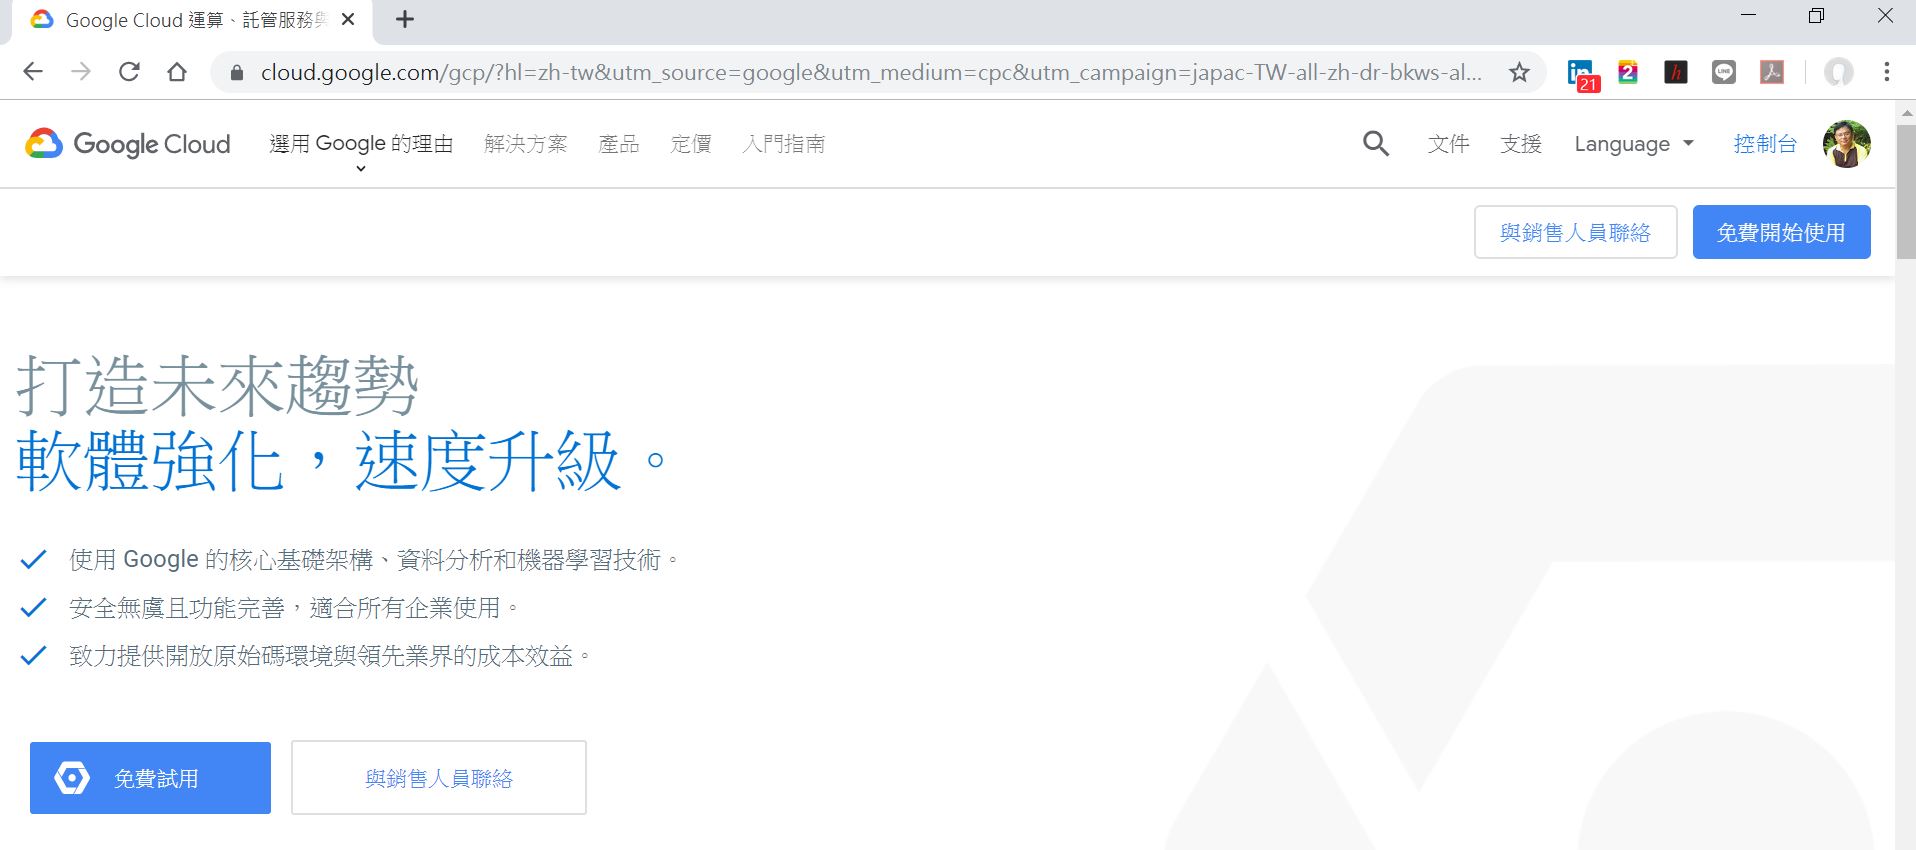 Google Cloud 運算、託管服務與
cloud.google.com/gcp/?hl=zh-tw&utm_source=google&utm_medium=cpc&utm_campaign=japac-TW-all-zh-dr-bkws-al...
21
2
h
LINE
Google Cloud 選用 Google 的理由 解決方案 產品 定價 入門指南 文件 支援 Language 控制台
與銷售人員聯絡 免費開始使用
打造未來趨勢
軟體強化，速度升級。
使用 Google 的核心基礎架構、資料分析和機器學習技術。
安全無虞且功能完善，適合所有企業使用。
致力提供開放原始碼環境與領先業界的成本效益。
免費試用 與銷售人員聯絡